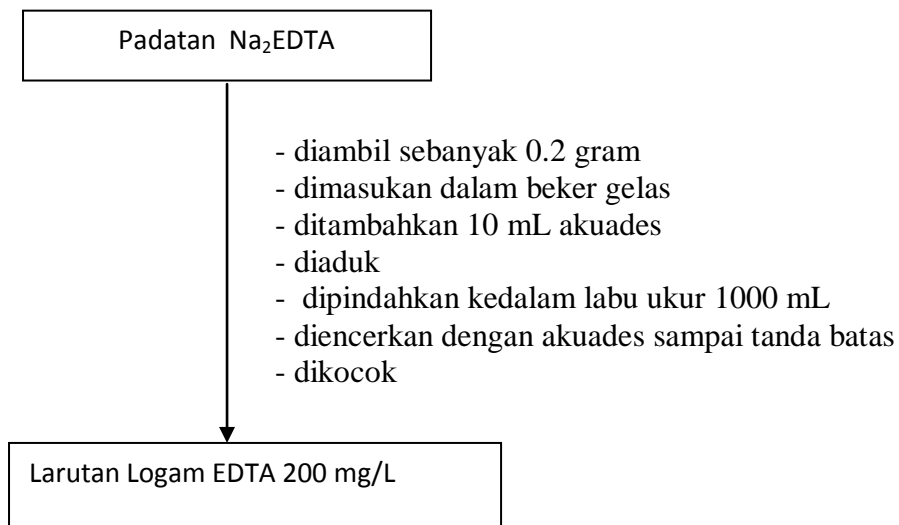 Padatan Na₂EDTA
- diambil sebanyak 0.2 gram
- dimasukan dalam beker gelas
- ditambahkan 10 mL akuades
- diaduk
- dipindahkan kedalam labu ukur 1000 mL
- diencerkan dengan akuades sampai tanda batas
- dikocok
Larutan Logam EDTA 200 mg/L